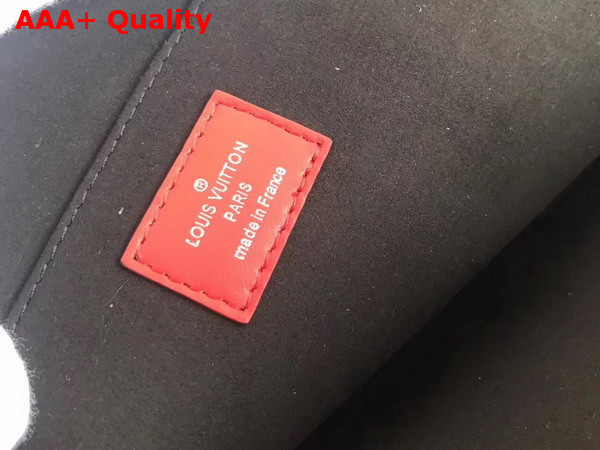 AAA+ Quality
®
LOUIS VUITTON
PARIS
made in France